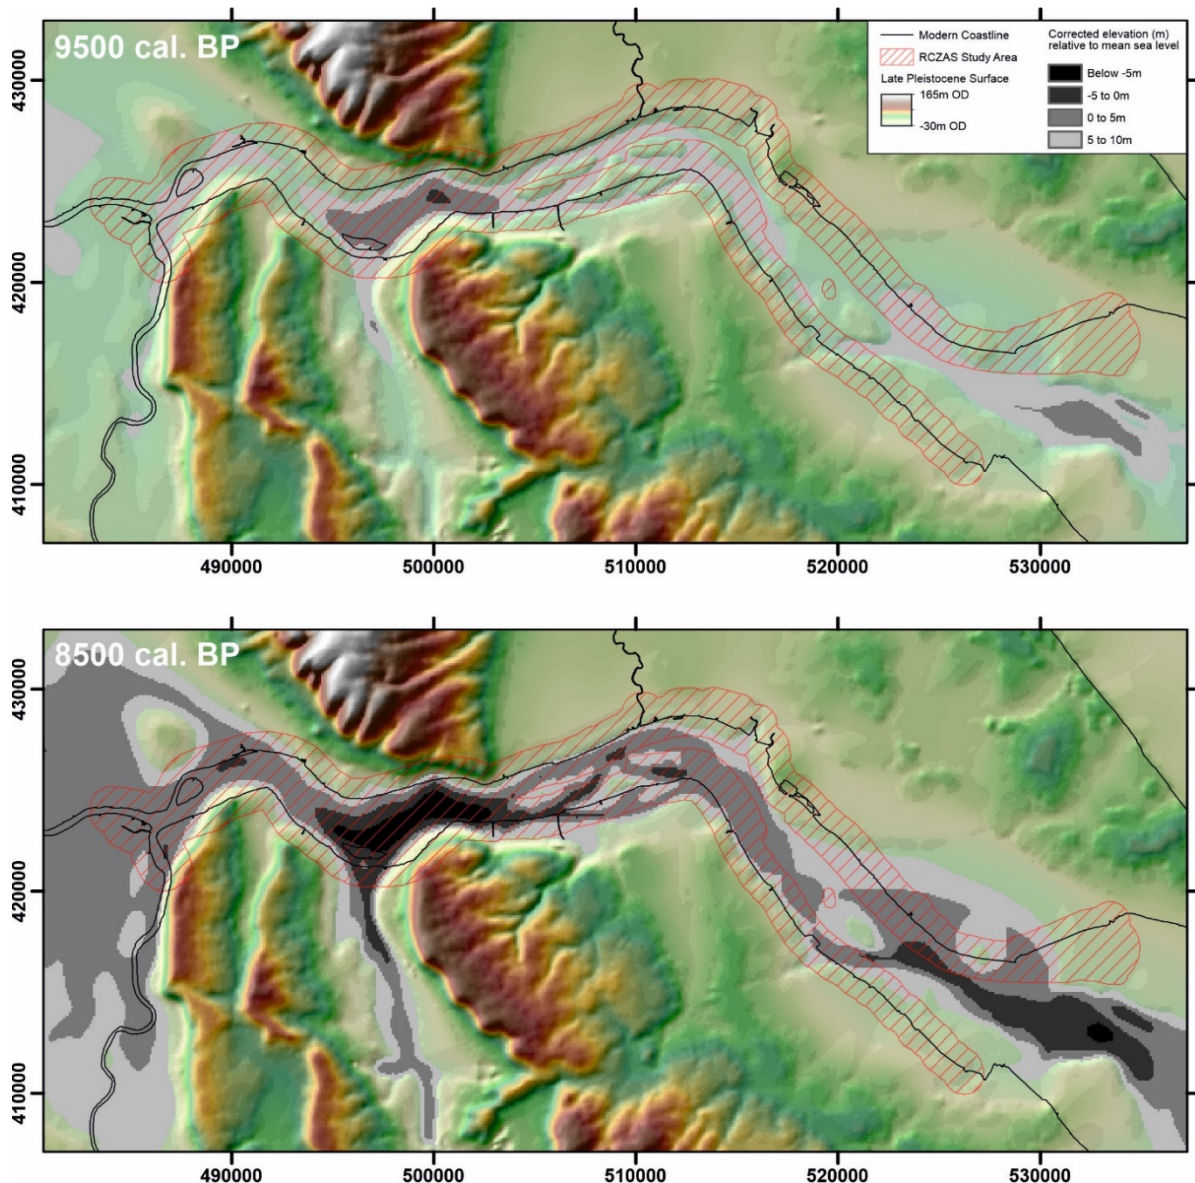 9500 cal. BP
Modern Coastline
RCZAS Study Area
Late Pleistocene Surface
165m OD
-30m OD
Corrected elevation (m)
relative to mean sea level
Below -5m
-5 to 0m
0 to 5m
5 to 10m
430000
420000
410000
490000 500000 510000 520000 530000
8500 cal. BP
430000
420000
410000
490000 500000 510000 520000 530000